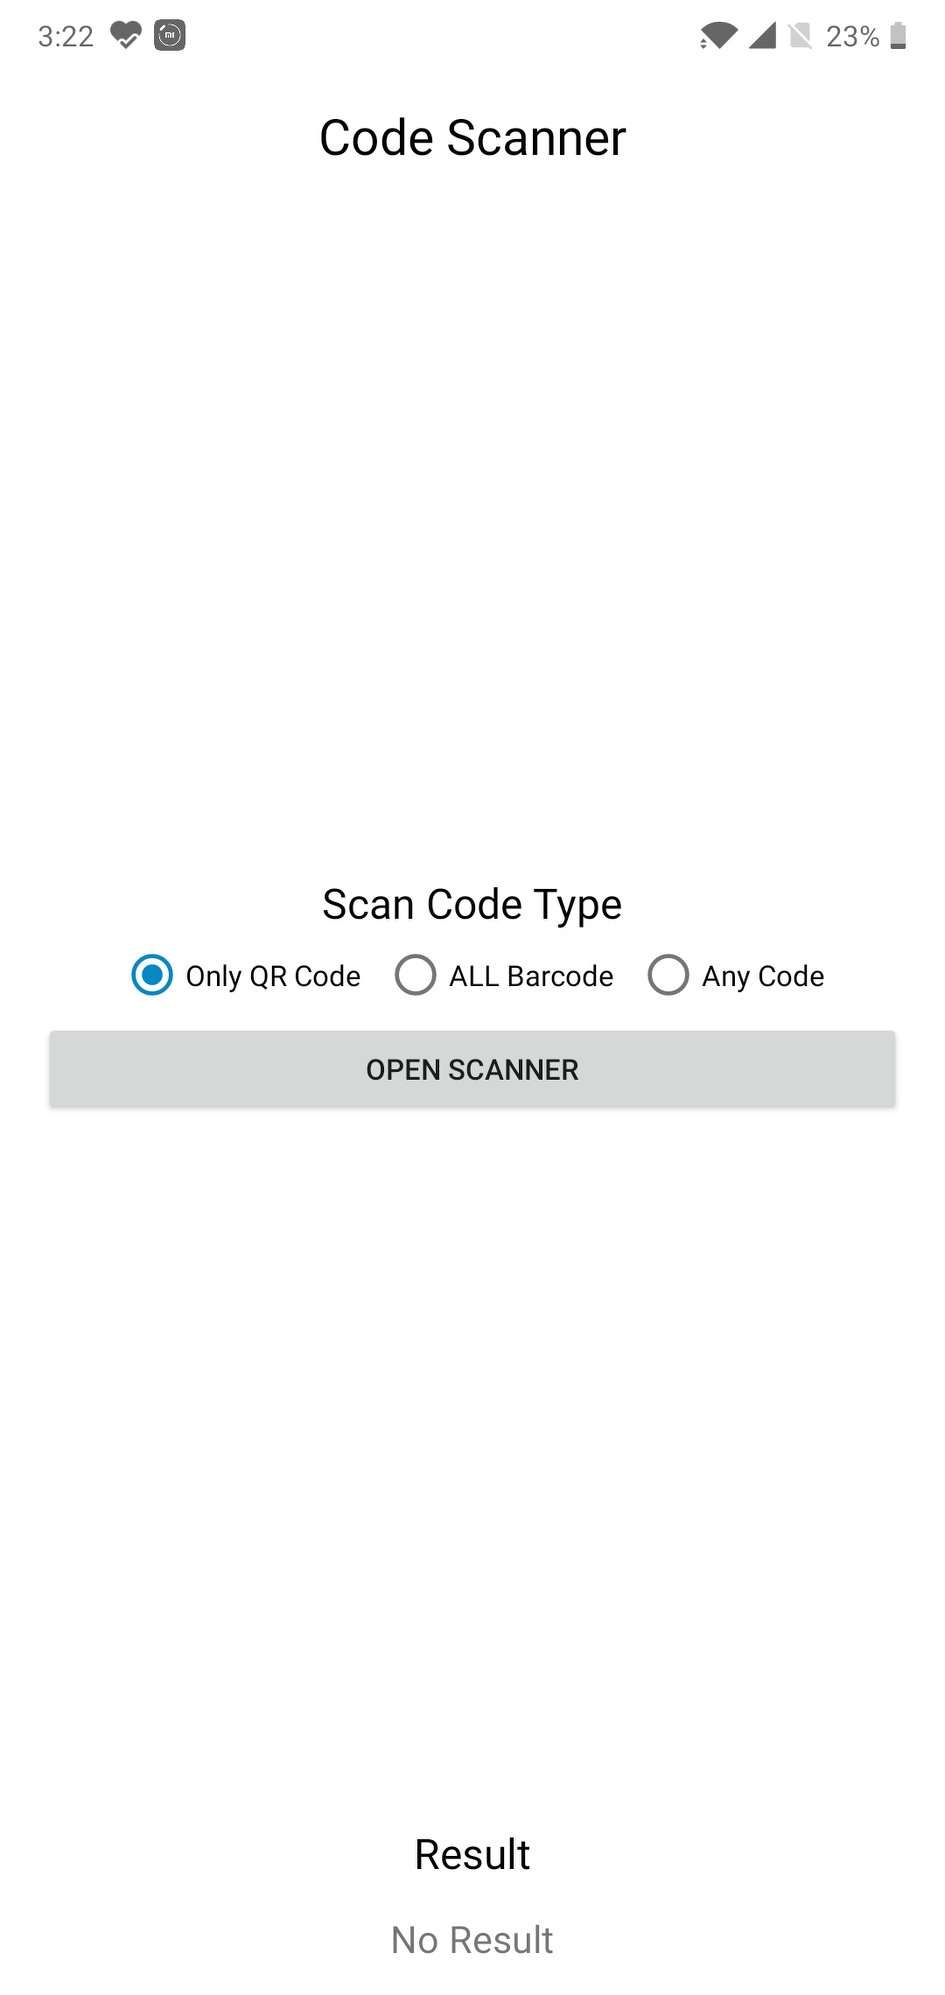 3:22 23%
Code Scanner
Scan Code Type
Only QR Code ALL Barcode Any Code
OPEN SCANNER
Result
No Result